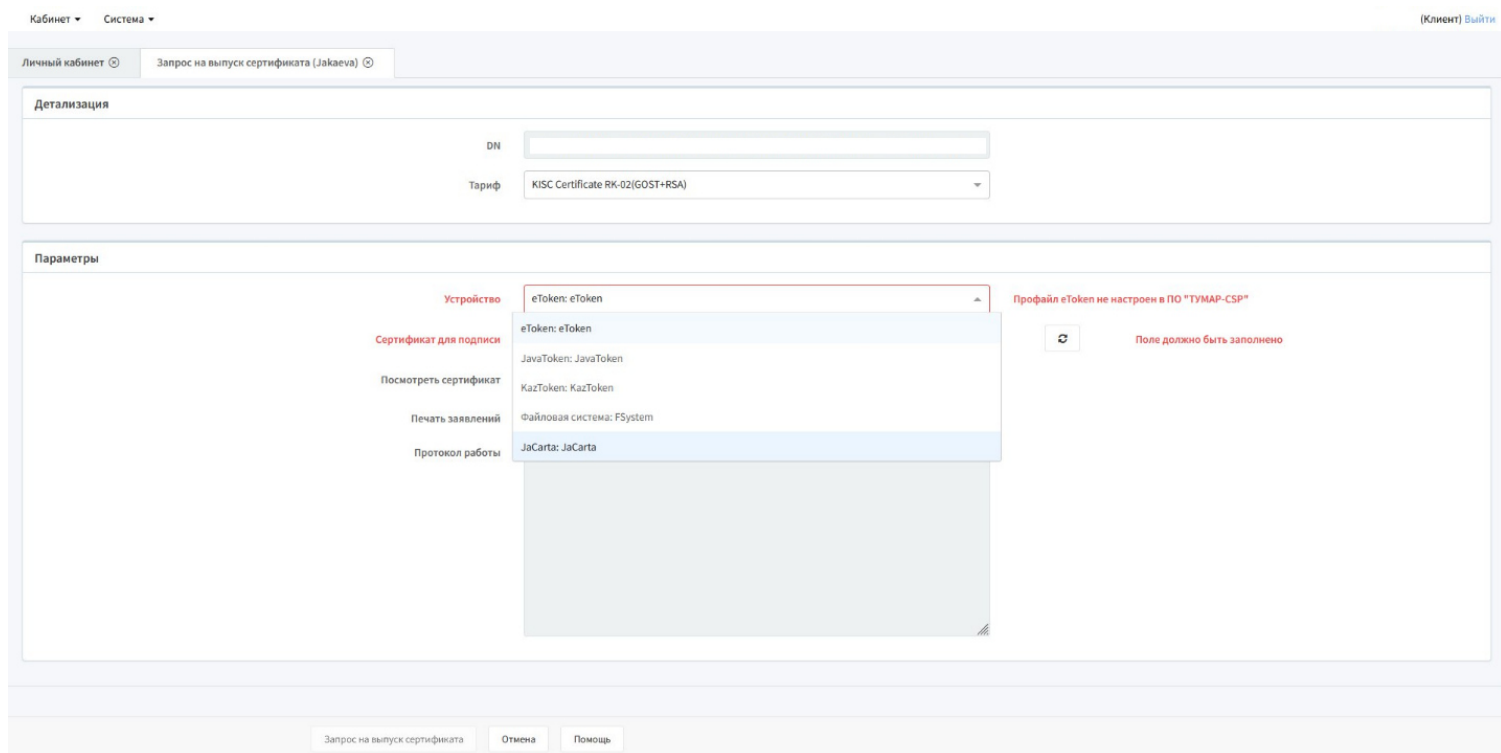 Кабинет Система (Клиент) Выйти
Личный кабинет Запрос на выпуск сертификата (Jakaeva)
Детализация
DN
Тариф KISC Certificate RK-02(GOST+RSA)
Параметры
Устройство eToken: eToken Профайл eToken не настроен в ПО "ТУМАР-CSP"
eToken: eToken
Сертификат для подписи Поле должно быть заполнено
JavaToken: JavaToken
Посмотреть сертификат
KazToken: KazToken
Печать заявлений Файловая система: FSystem
JaCarta: JaCarta
Протокол работы
Запрос на выпуск сертификата Отмена Помощь